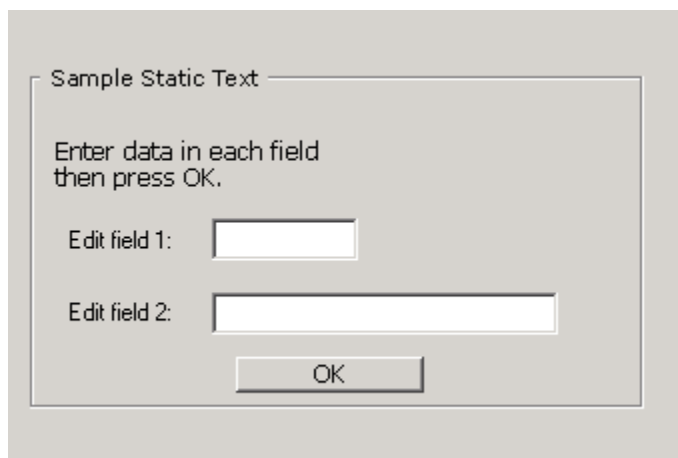 Sample Static Text
Enter data in each field
then press OK.
Edit field 1:
Edit field 2:
OK